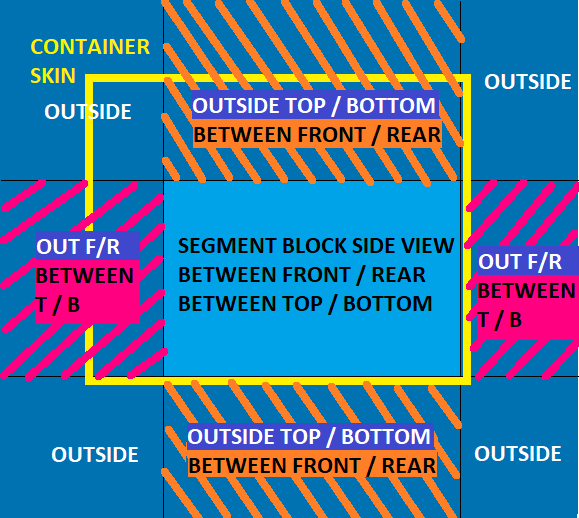 CONTAINER
SKIN
OUTSIDE
OUTSIDE
OUTSIDE TOP / BOTTOM
BETWEEN FRONT / REAR
OUT F/R
BETWEEN
T / B
SEGMENT BLOCK SIDE VIEW
BETWEEN FRONT / REAR
BETWEEN TOP / BOTTOM
OUT F/R
BETWEEN
T / B
OUTSIDE
OUTSIDE TOP / BOTTOM
BETWEEN FRONT / REAR
OUTSIDE